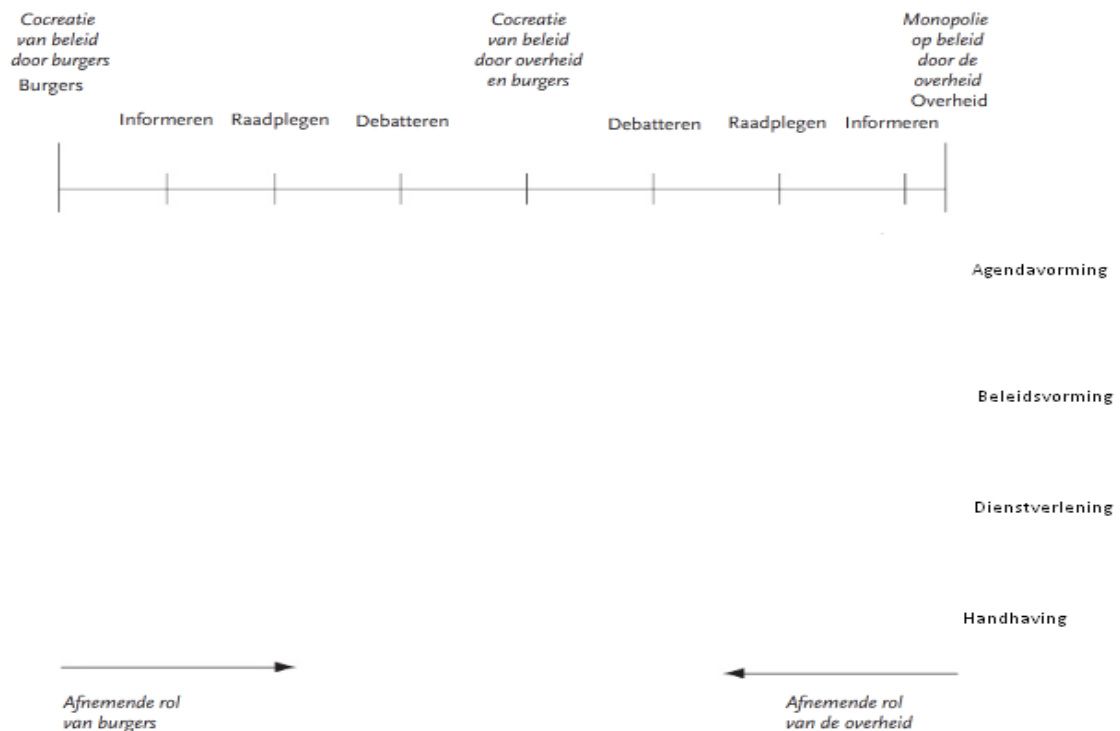 Cocreatie
van beleid
door burgers
Burgers
Cocreatie
van beleid
door overheid
en burgers
Monopolie
op beleid
door de
overheid
Overheid
Informeren
Raadplegen
Debatteren
Debatteren
Raadplegen
Informeren
Agendavorming
Beleidsvorming
Dienstverlening
Handhaving
Afnemende rol
van burgers
Afnemende rol
van de overheid